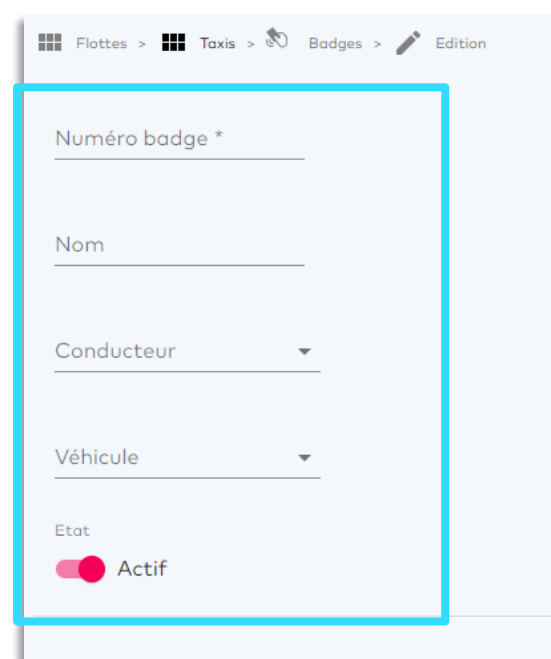 Flottes > Taxis > Badges > Edition
Numéro badge *
Nom
Conducteur
Véhicule
Etat
Actif